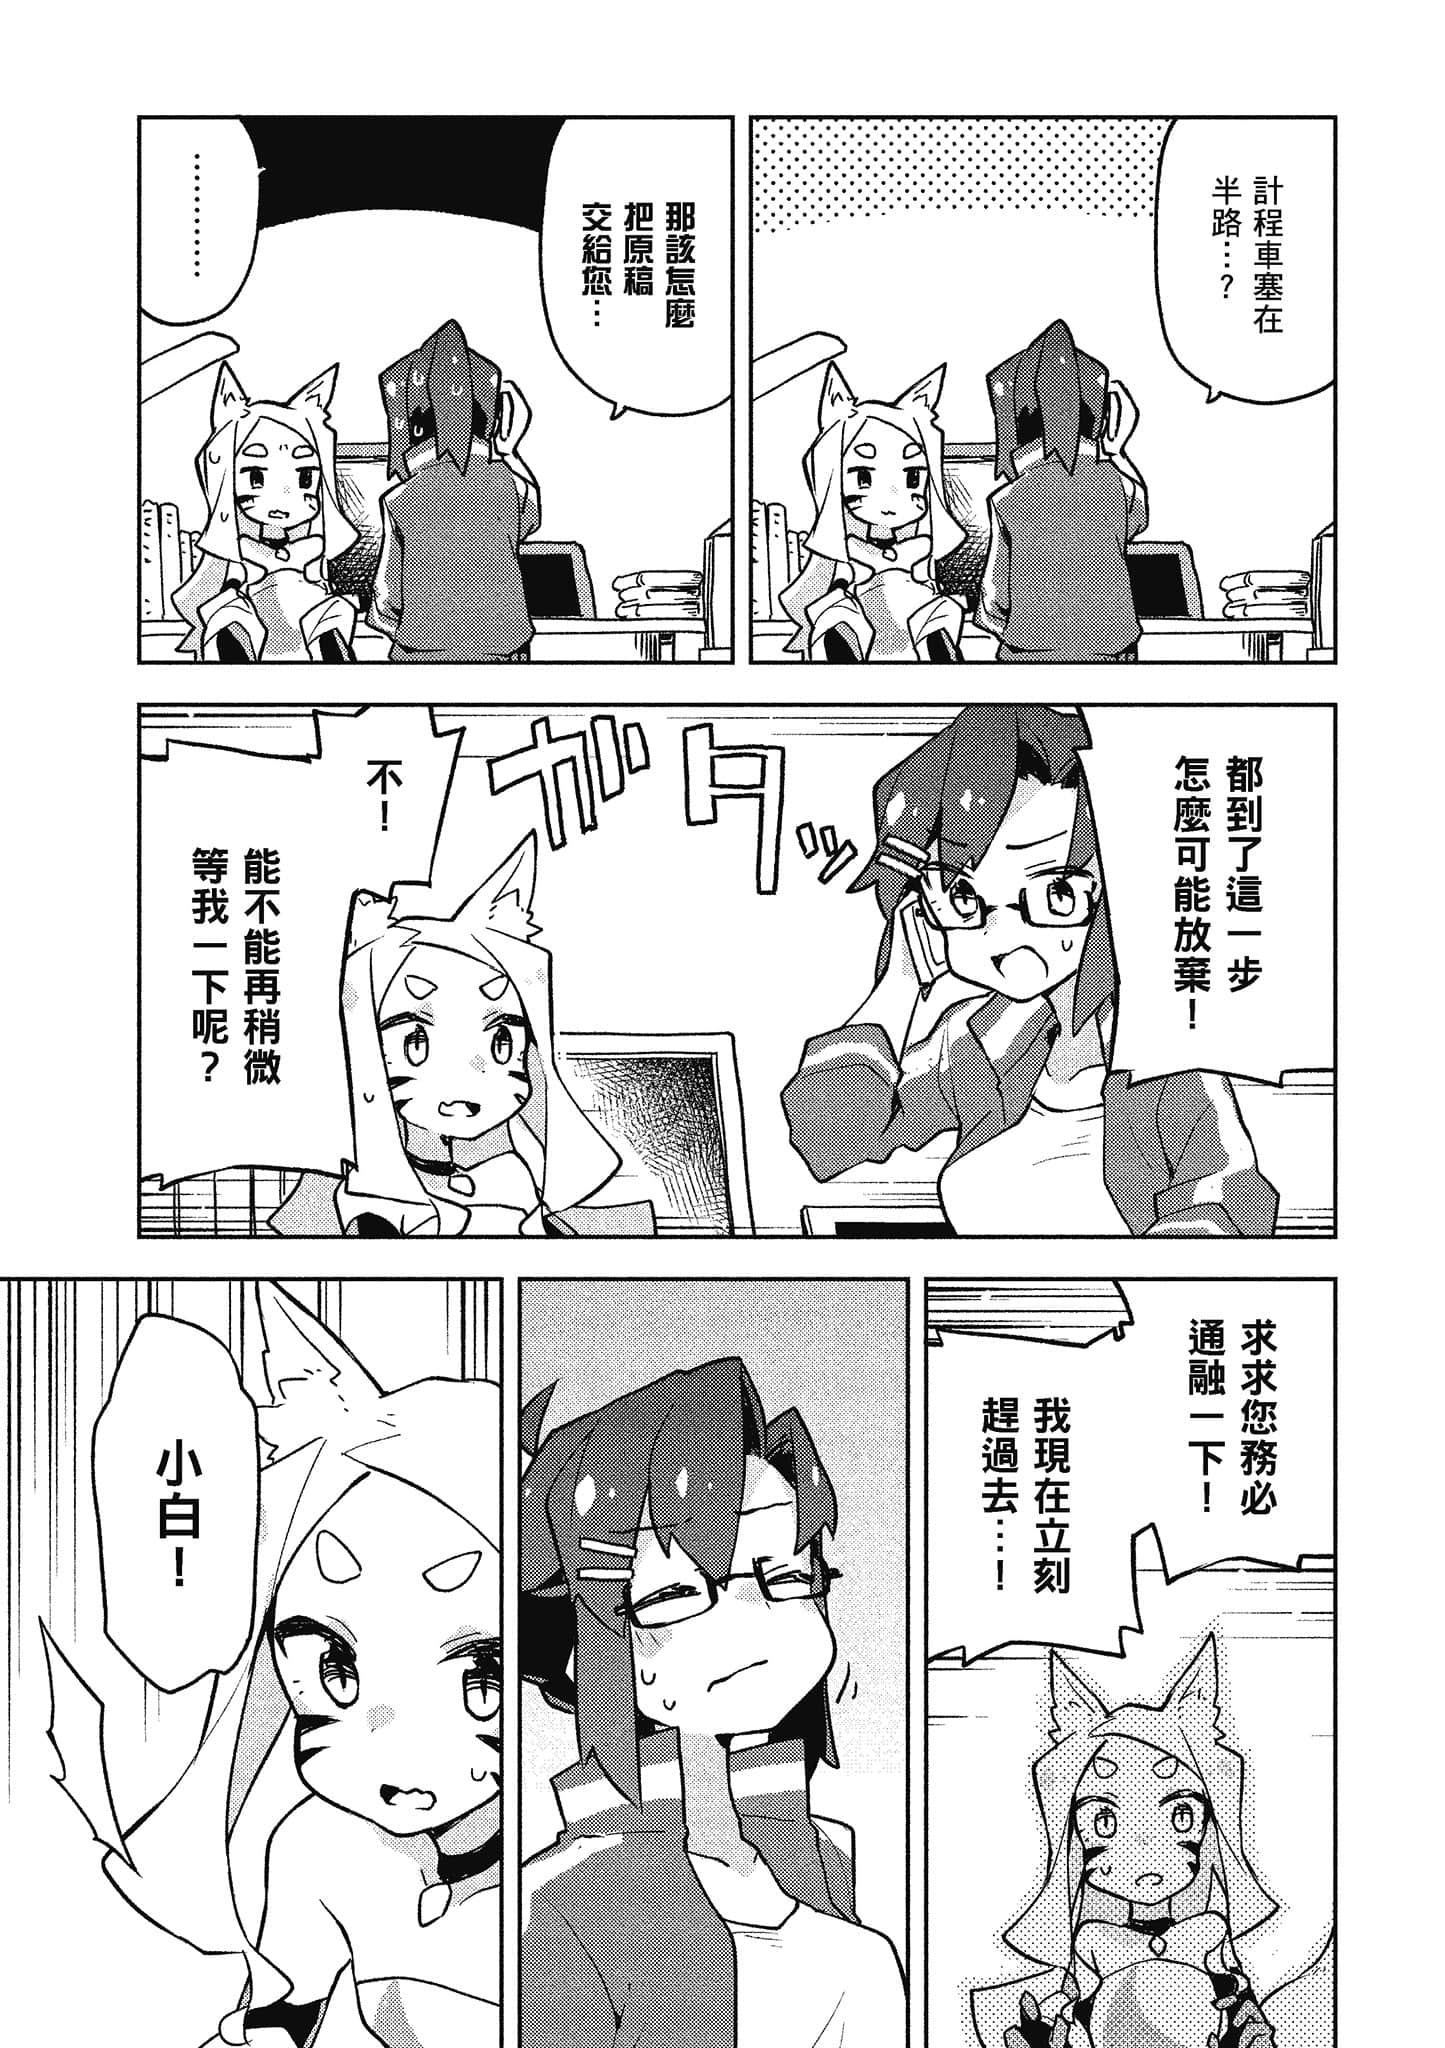 計程車塞在
半路…?
那該怎麼
把原稿
交給您…
…………
都到了這一步
怎麼可能放棄!
ガタッ
不!
能不能再稍微
等我一下呢?
求求您務必
通融一下!
我現在立刻
趕過去…!
小白!